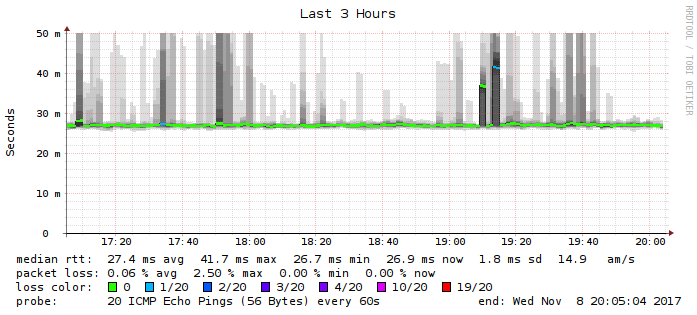 Last 3 Hours
RRDTOOL / TOBI OETIKER
Seconds
50 m
40 m
30 m
20 m
10 m
0
17:20 17:40 18:00 18:20 18:40 19:00 19:20 19:40 20:00
median rtt: 27.4 ms avg 41.7 ms max 26.7 ms min 26.9 ms now 1.8 ms sd 14.9 am/s
packet loss: 0.06 % avg 2.50 % max 0.00 % min 0.00 % now
loss color: 0 1/20 2/20 3/20 4/20 10/20 19/20
probe: 20 ICMP Echo Pings (56 Bytes) every 60s end: Wed Nov 8 20:05:04 2017